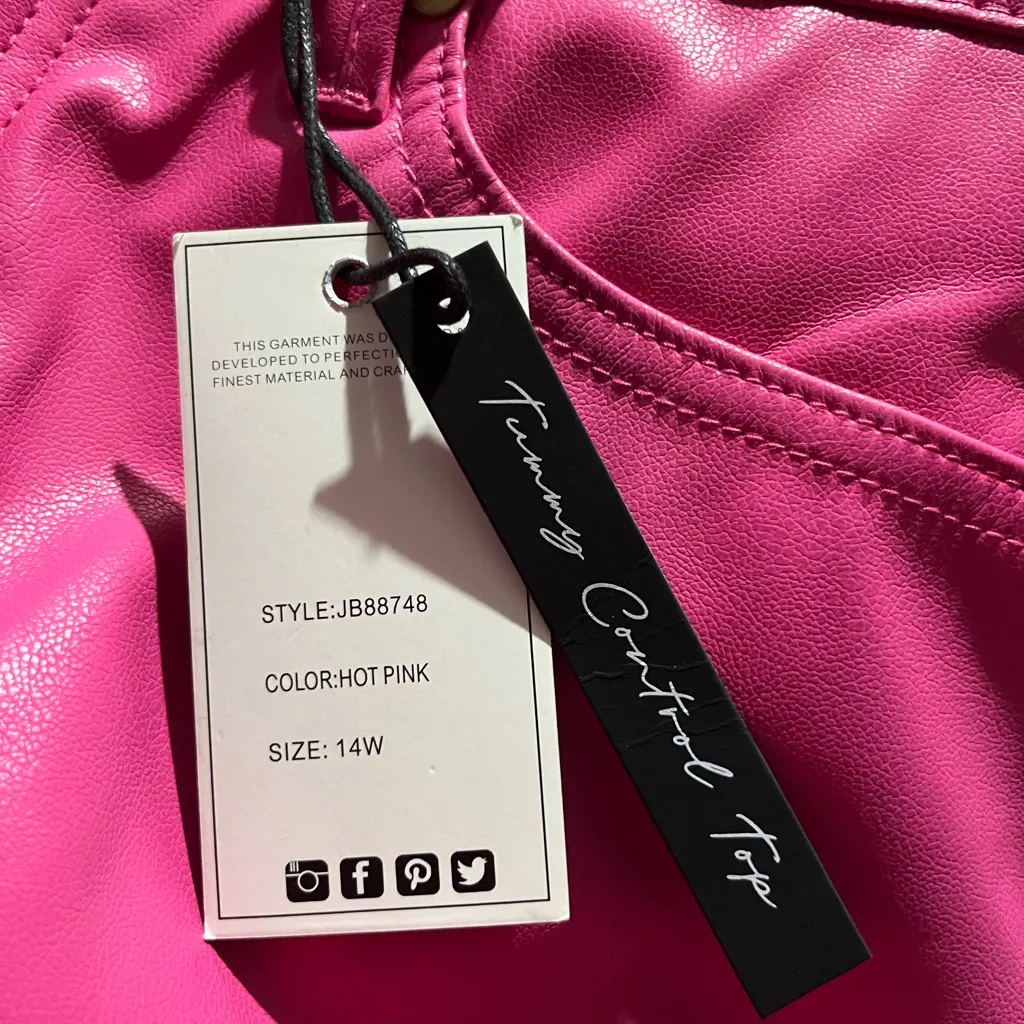 THIS GARMENT WAS
DEVELOPED TO
FINEST MATERIAL AND
STYLE:JB88748
COLOR:HOT PINK
SIZE: 14W
Tummy Control Top